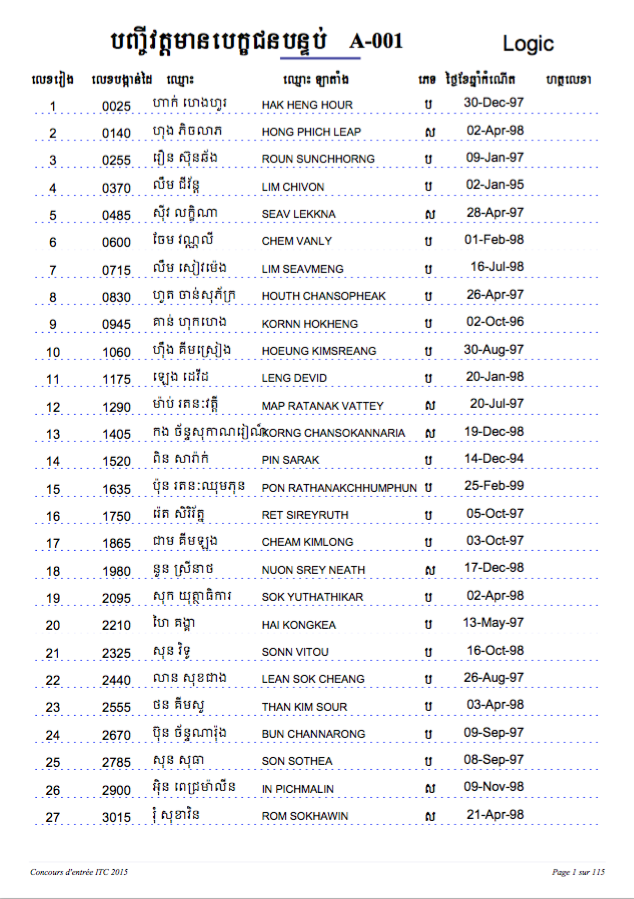 បញ្ជីវត្តមានបេក្ខជនបន្ទប់ A-001 Logic
លេខរៀង លេខបង្កាន់ដៃ ឈ្មោះ ឈ្មោះ ឡាតាំង ភេទ ថ្ងៃខែឆ្នាំកំណើត ហត្ថលេខា
1 0025 ហាក់ ហេងហួរ HAK HENG HOUR ប 30-Dec-97
2 0140 ហុង ភិចលាភ HONG PHICH LEAP ស 02-Apr-98
3 0255 រឿន ស៊ុនឆ័ង ROUN SUNCHHORNG ប 09-Jan-97
4 0370 លឹម ជីវ័ន្ត LIM CHIVON ប 02-Jan-95
5 0485 ស៊ីវ លក្ខិណា SEAV LEKKNA ស 28-Apr-97
6 0600 ចែម វណ្ណលី CHEM VANLY ប 01-Feb-98
7 0715 លឹម សៀវម៉េង LIM SEAVMENG ប 16-Jul-98
8 0830 ហួត ចាន់សុភ័ក្រ HOUTH CHANSOPHEAK ប 26-Apr-97
9 0945 គាន់ ហុកហេង KORNN HOKHENG ប 02-Oct-96
10 1060 ហ៊ឹង គីមស្រៀង HOEUNG KIMSREANG ប 30-Aug-97
11 1175 ឡេង ដេវីដ LENG DEVID ប 20-Jan-98
12 1290 ម៉ាប់ រតនៈវត្តី MAP RATANAK VATTEY ស 20-Jul-97
13 1405 កង ច័ន្ទសុកាណរៀណ៍ KORNG CHANSOKANNARIA ស 19-Dec-98
14 1520 ពិន សារ៉ាក់ PIN SARAK ប 14-Dec-94
15 1635 ប៉ុន រតនៈឈុមភុន PON RATHANAKCHHUMPHUN ប 25-Feb-99
16 1750 រ៉េត សិរីរ័ត្ន RET SIREYRUTH ប 05-Oct-97
17 1865 ជាម គីមឡុង CHEAM KIMLONG ប 03-Oct-97
18 1980 នួន ស្រីនាថ NUON SREY NEATH ស 17-Dec-98
19 2095 សុក យុត្ថាធិការ SOK YUTHATHIKAR ប 02-Apr-98
20 2210 ហៃ គង្គា HAI KONGKEA ប 13-May-97
21 2325 សុន វិទូ SONN VITOU ប 16-Oct-98
22 2440 លាន សុខជាង LEAN SOK CHEANG ប 26-Aug-97
23 2555 ថន គីមសួ THAN KIM SOUR ប 03-Apr-98
24 2670 ប៊ុន ច័ន្ទណារ៉ុង BUN CHANNARONG ប 09-Sep-97
25 2785 សុន សុធា SON SOTHEA ប 08-Sep-97
26 2900 អ៊ិន ពេជ្រម៉ាលីន IN PICHMALIN ស 09-Nov-98
27 3015 រុំ សុខាវិន ROM SOKHAWIN ស 21-Apr-98
Concours d'entrée ITC 2015 Page 1 sur 115